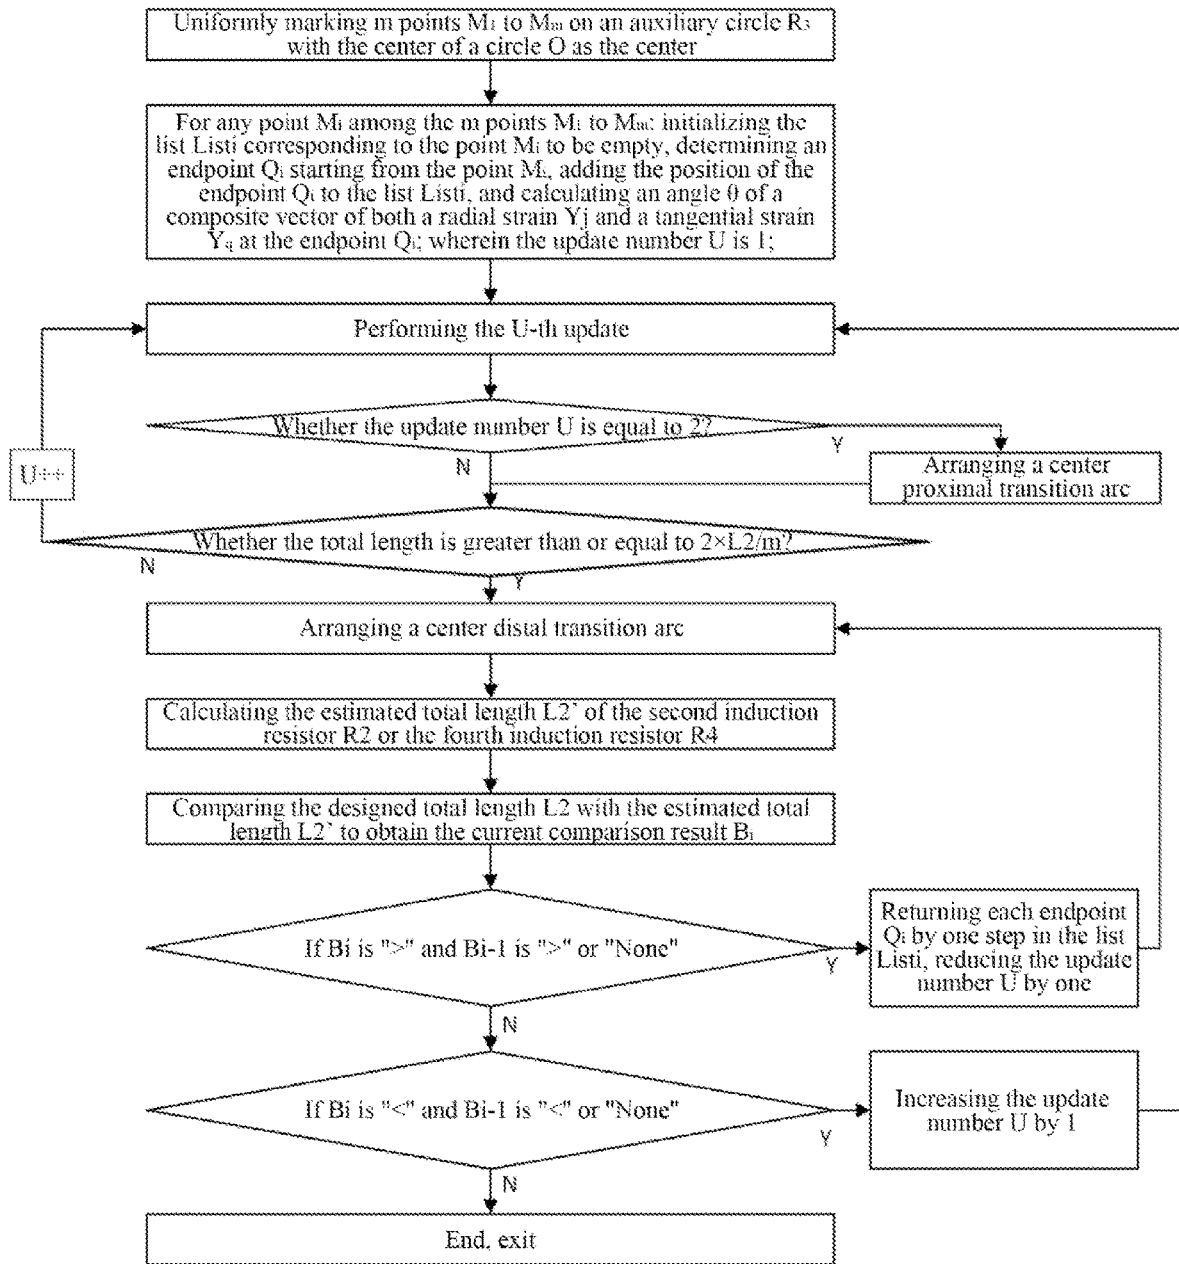 Uniformly marking m points M1 to Mm on an auxiliary circle R3
with the center of a circle O as the center
For any point Mi among the m points M1 to Mm: initializing the
list Listi corresponding to the point Mi to be empty, determining an
endpoint Qi starting from the point Mi, adding the position of the
endpoint Qi to the list Listi, and calculating an angle θ of a
composite vector of both a radial strain Yj and a tangential strain
Yq at the endpoint Qi; wherein the update number U is 1;
Performing the U-th update
Whether the update number U is equal to 2?
Y
N
Arranging a center
proximal transition arc
U++
Whether the total length is greater than or equal to 2×L2/m?
N
Y
Arranging a center distal transition arc
Calculating the estimated total length L2` of the second induction
resistor R2 or the fourth induction resistor R4
Comparing the designed total length L2 with the estimated total
length L2` to obtain the current comparison result Bi
If Bi is ">" and Bi-1 is ">" or "None"
Y
Returning each endpoint
Qi by one step in the list
Listi, reducing the update
number U by one
N
If Bi is "<" and Bi-1 is "<" or "None"
Y
Increasing the update
number U by 1
N
End, exit